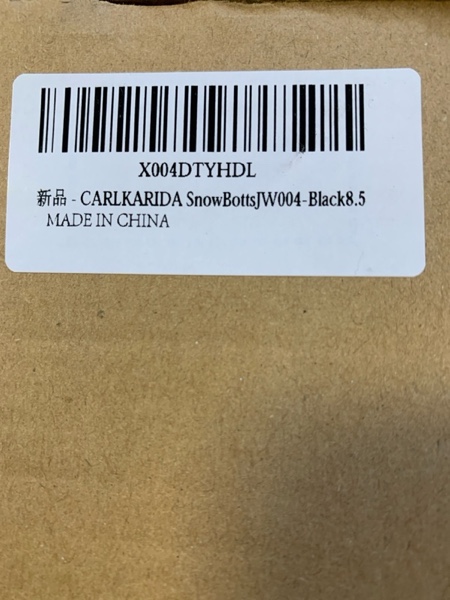 X004DTYHDL
新品 - CARLKARIDA SnowBottsJW004-Black8.5
MADE IN CHINA